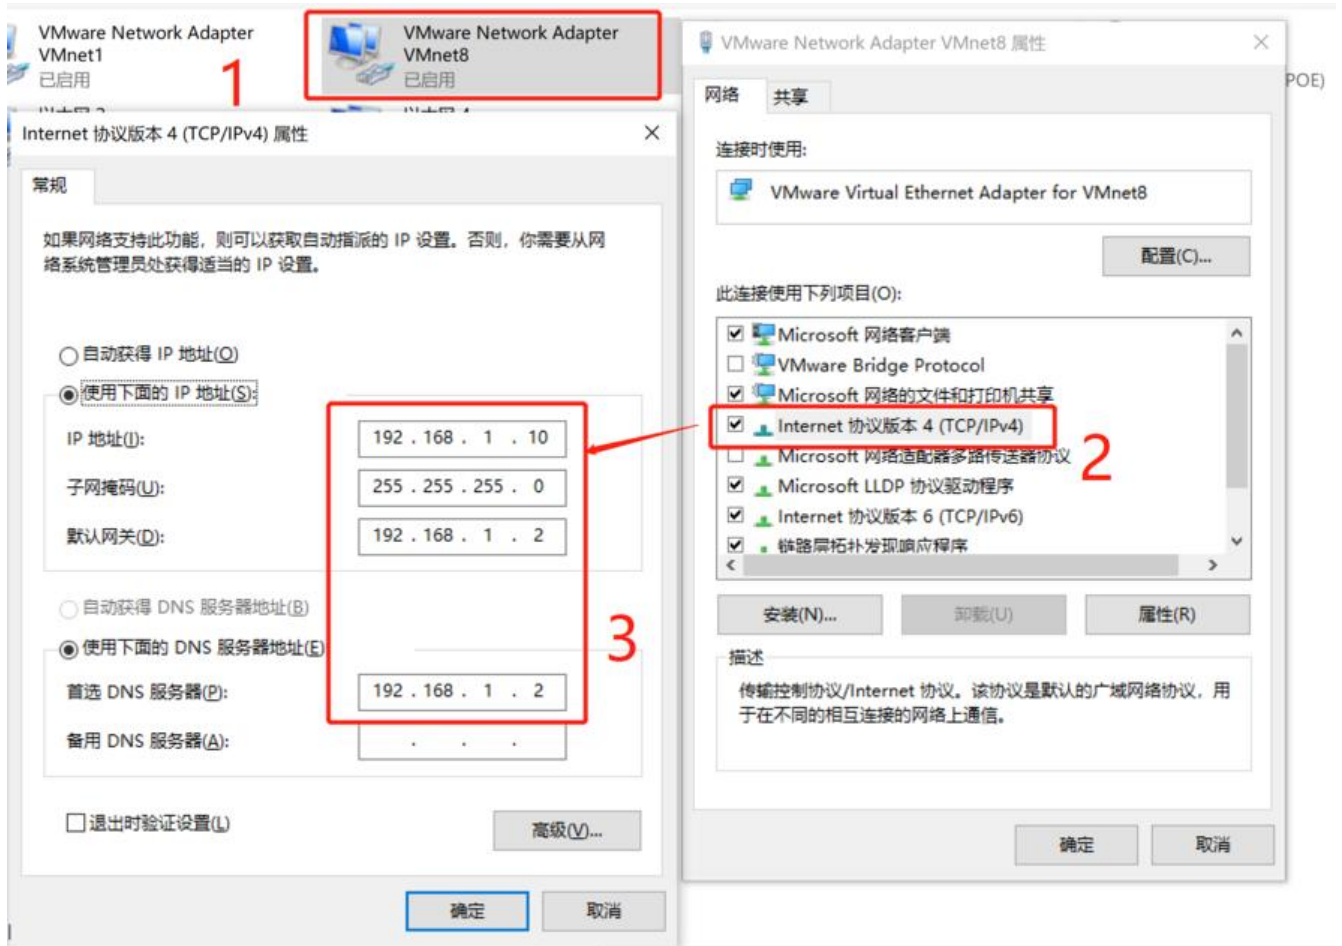 VMware Network Adapter
VMnet1
已启用
1
VMware Network Adapter
VMnet8
已启用
Internet 协议版本 4 (TCP/IPv4) 属性
常规
如果网络支持此功能，则可以获取自动指派的 IP 设置。否则，你需要从网
络系统管理员处获得适当的 IP 设置。
自动获得 IP 地址(O)
使用下面的 IP 地址(S):
IP 地址(I):
192 . 168 . 1 . 10
子网掩码(U):
255 . 255 . 255 . 0
默认网关(D):
192 . 168 . 1 . 2
自动获得 DNS 服务器地址(B)
使用下面的 DNS 服务器地址(E)
3
首选 DNS 服务器(P):
192 . 168 . 1 . 2
备用 DNS 服务器(A):
. . .
退出时验证设置(L)
高级(V)...
确定
取消
VMware Network Adapter VMnet8 属性
POE)
网络
共享
连接时使用:
VMware Virtual Ethernet Adapter for VMnet8
配置(C)...
此连接使用下列项目(O):
Microsoft 网络客户端
VMware Bridge Protocol
Microsoft 网络的文件和打印机共享
Internet 协议版本 4 (TCP/IPv4)
Microsoft 网络适配器多路传送器协议
2
Microsoft LLDP 协议驱动程序
Internet 协议版本 6 (TCP/IPv6)
链路层拓扑发现响应程序
安装(N)...
卸载(U)
属性(R)
描述
传输控制协议/Internet 协议。该协议是默认的广域网络协议，用
于在不同的相互连接的网络上通信。
确定
取消